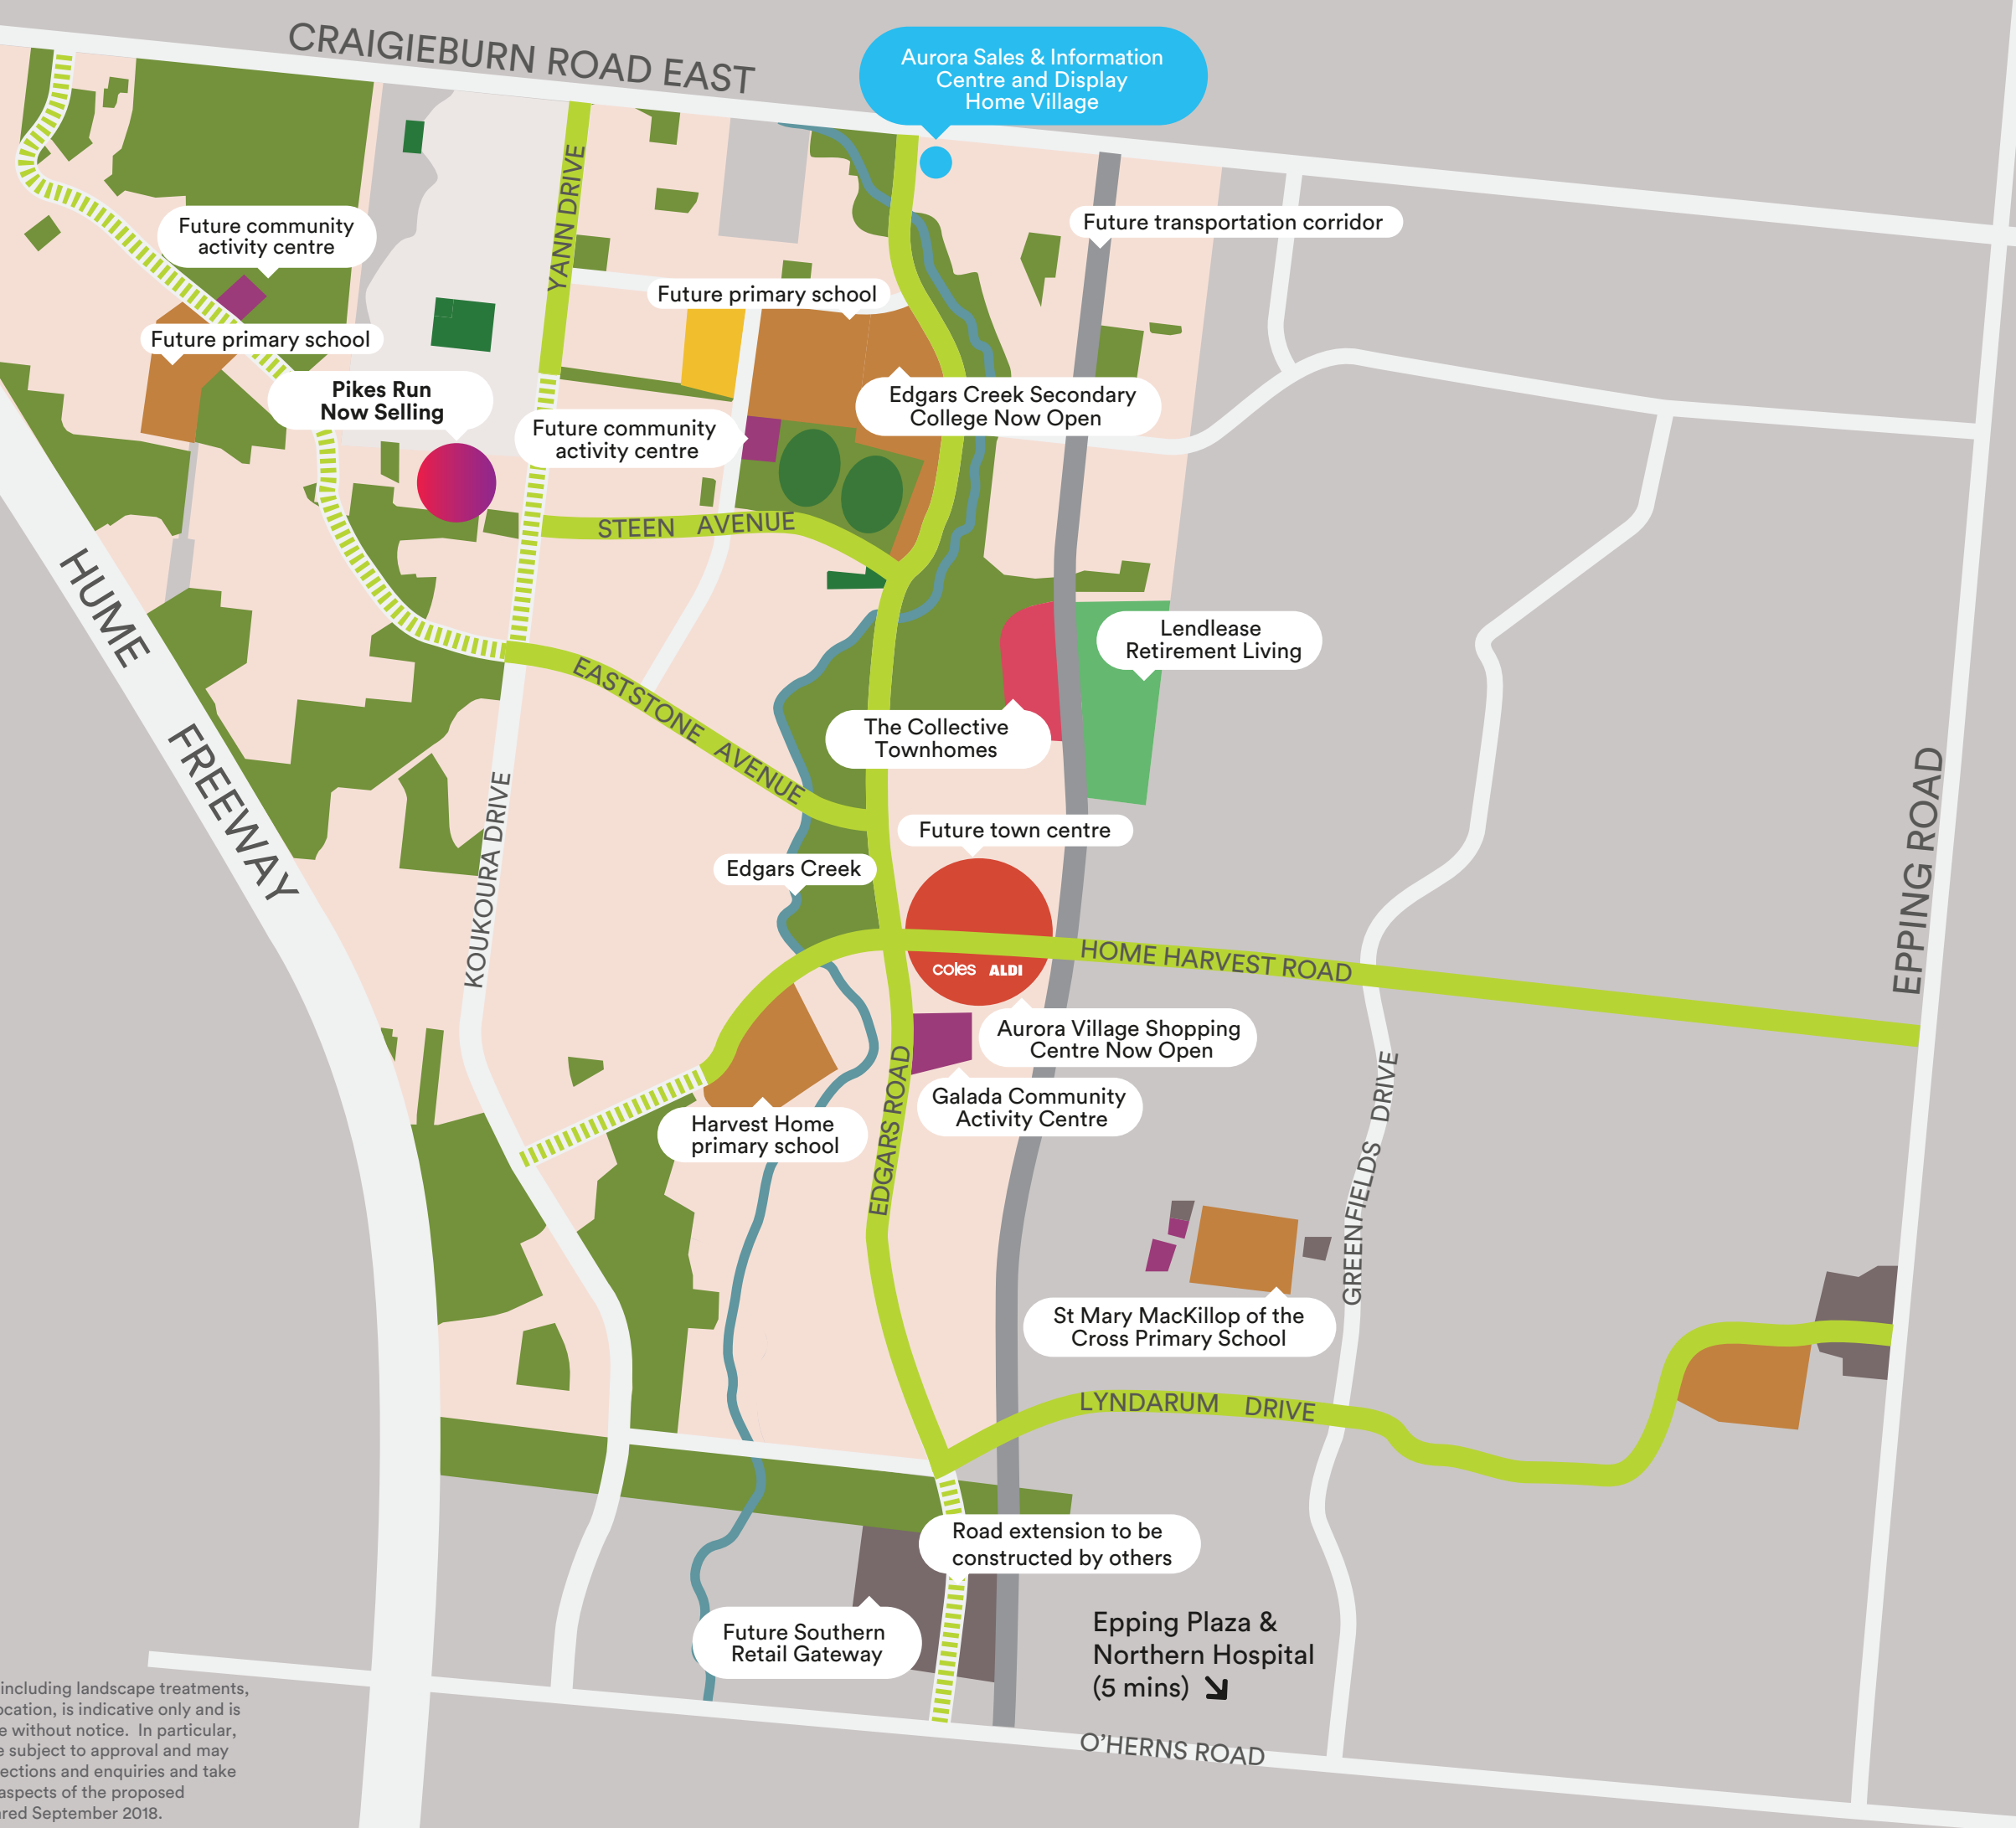 CRAIGIEBURN ROAD EAST
Aurora Sales & Information
Centre and Display
Home Village
Future community
activity centre
YANN DRIVE
Future transportation corridor
Future primary school
Future primary school
Pikes Run
Now Selling
Edgars Creek Secondary
College Now Open
Future community
activity centre
STEEN AVENUE
HUME FREEWAY
Lendlease
Retirement Living
EASTSTONE AVENUE
The Collective
Townhomes
Future town centre
KOUKOURA DRIVE
Edgars Creek
EPPING ROAD
HOME HARVEST ROAD
coles ALDI
Aurora Village Shopping
Centre Now Open
Galada Community
Activity Centre
EDGARS ROAD
Harvest Home
primary school
GREENFIELDS DRIVE
St Mary MacKillop of the
Cross Primary School
LYNDARUM DRIVE
Road extension to be
constructed by others
Future Southern
Retail Gateway
Epping Plaza &
Northern Hospital
(5 mins)
O'HERNS ROAD
including landscape treatments,
is indicative only and is
without notice. In particular,
subject to approval and may
and enquiries and take
aspects of the proposed
September 2018.